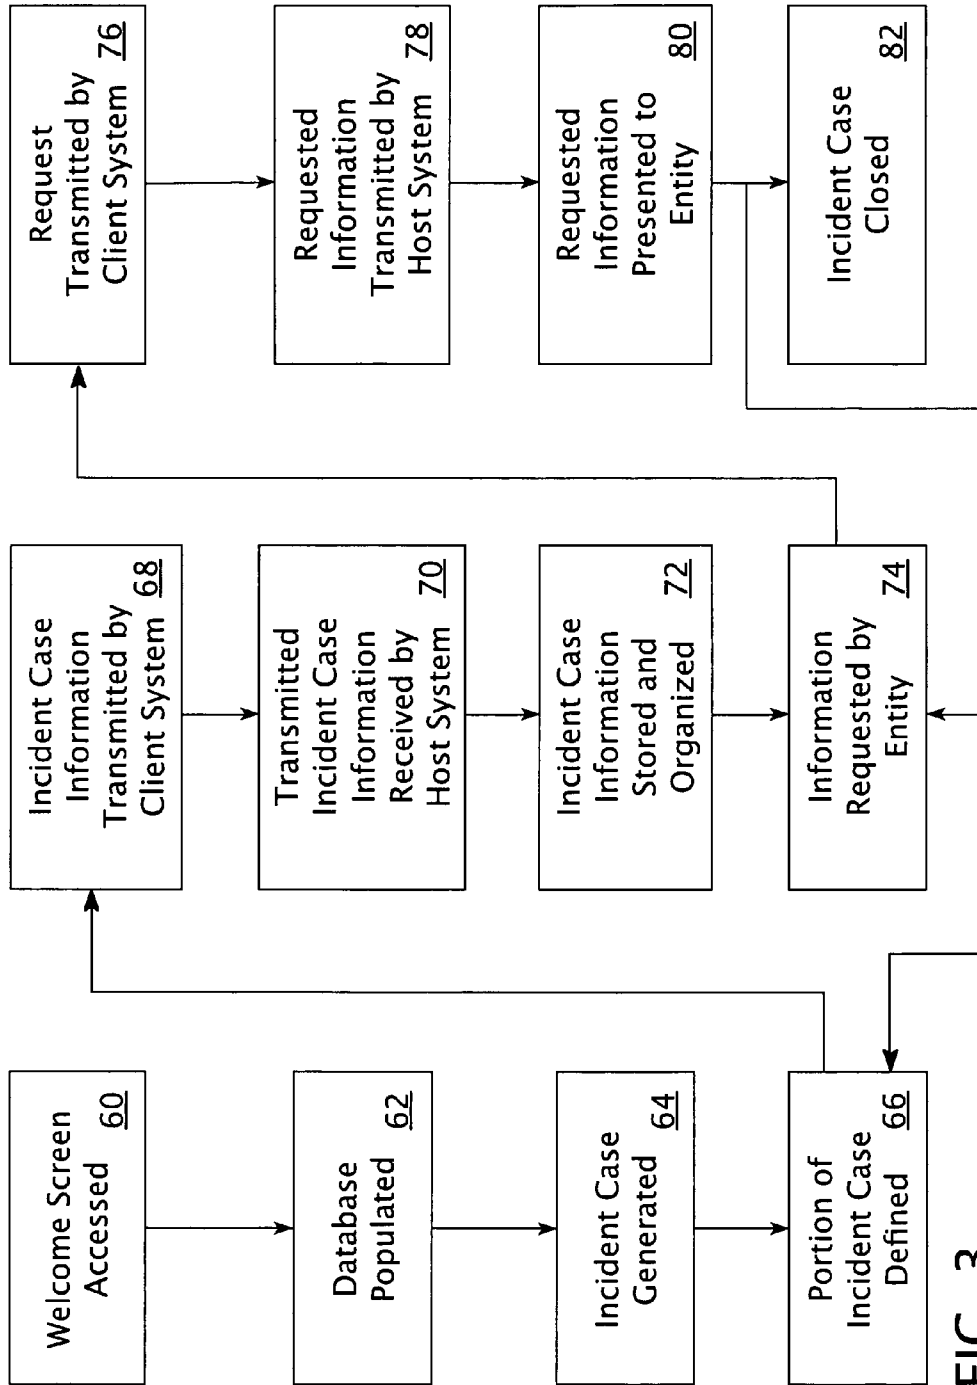 Welcome Screen
Accessed
60
Database
Populated
62
Incident Case
Generated
64
Portion of
Incident Case
Defined
66
Incident Case
Information
Transmitted by
Client System
68
Transmitted
Incident Case
Information
Received by
Host System
70
Incident Case
Information
Stored and
Organized
72
Information
Requested by
Entity
74
Request
Transmitted by
Client System
76
Requested
Information
Transmitted by
Host System
78
Requested
Information
Presented to
Entity
80
Incident Case
Closed
82
FIG. 3